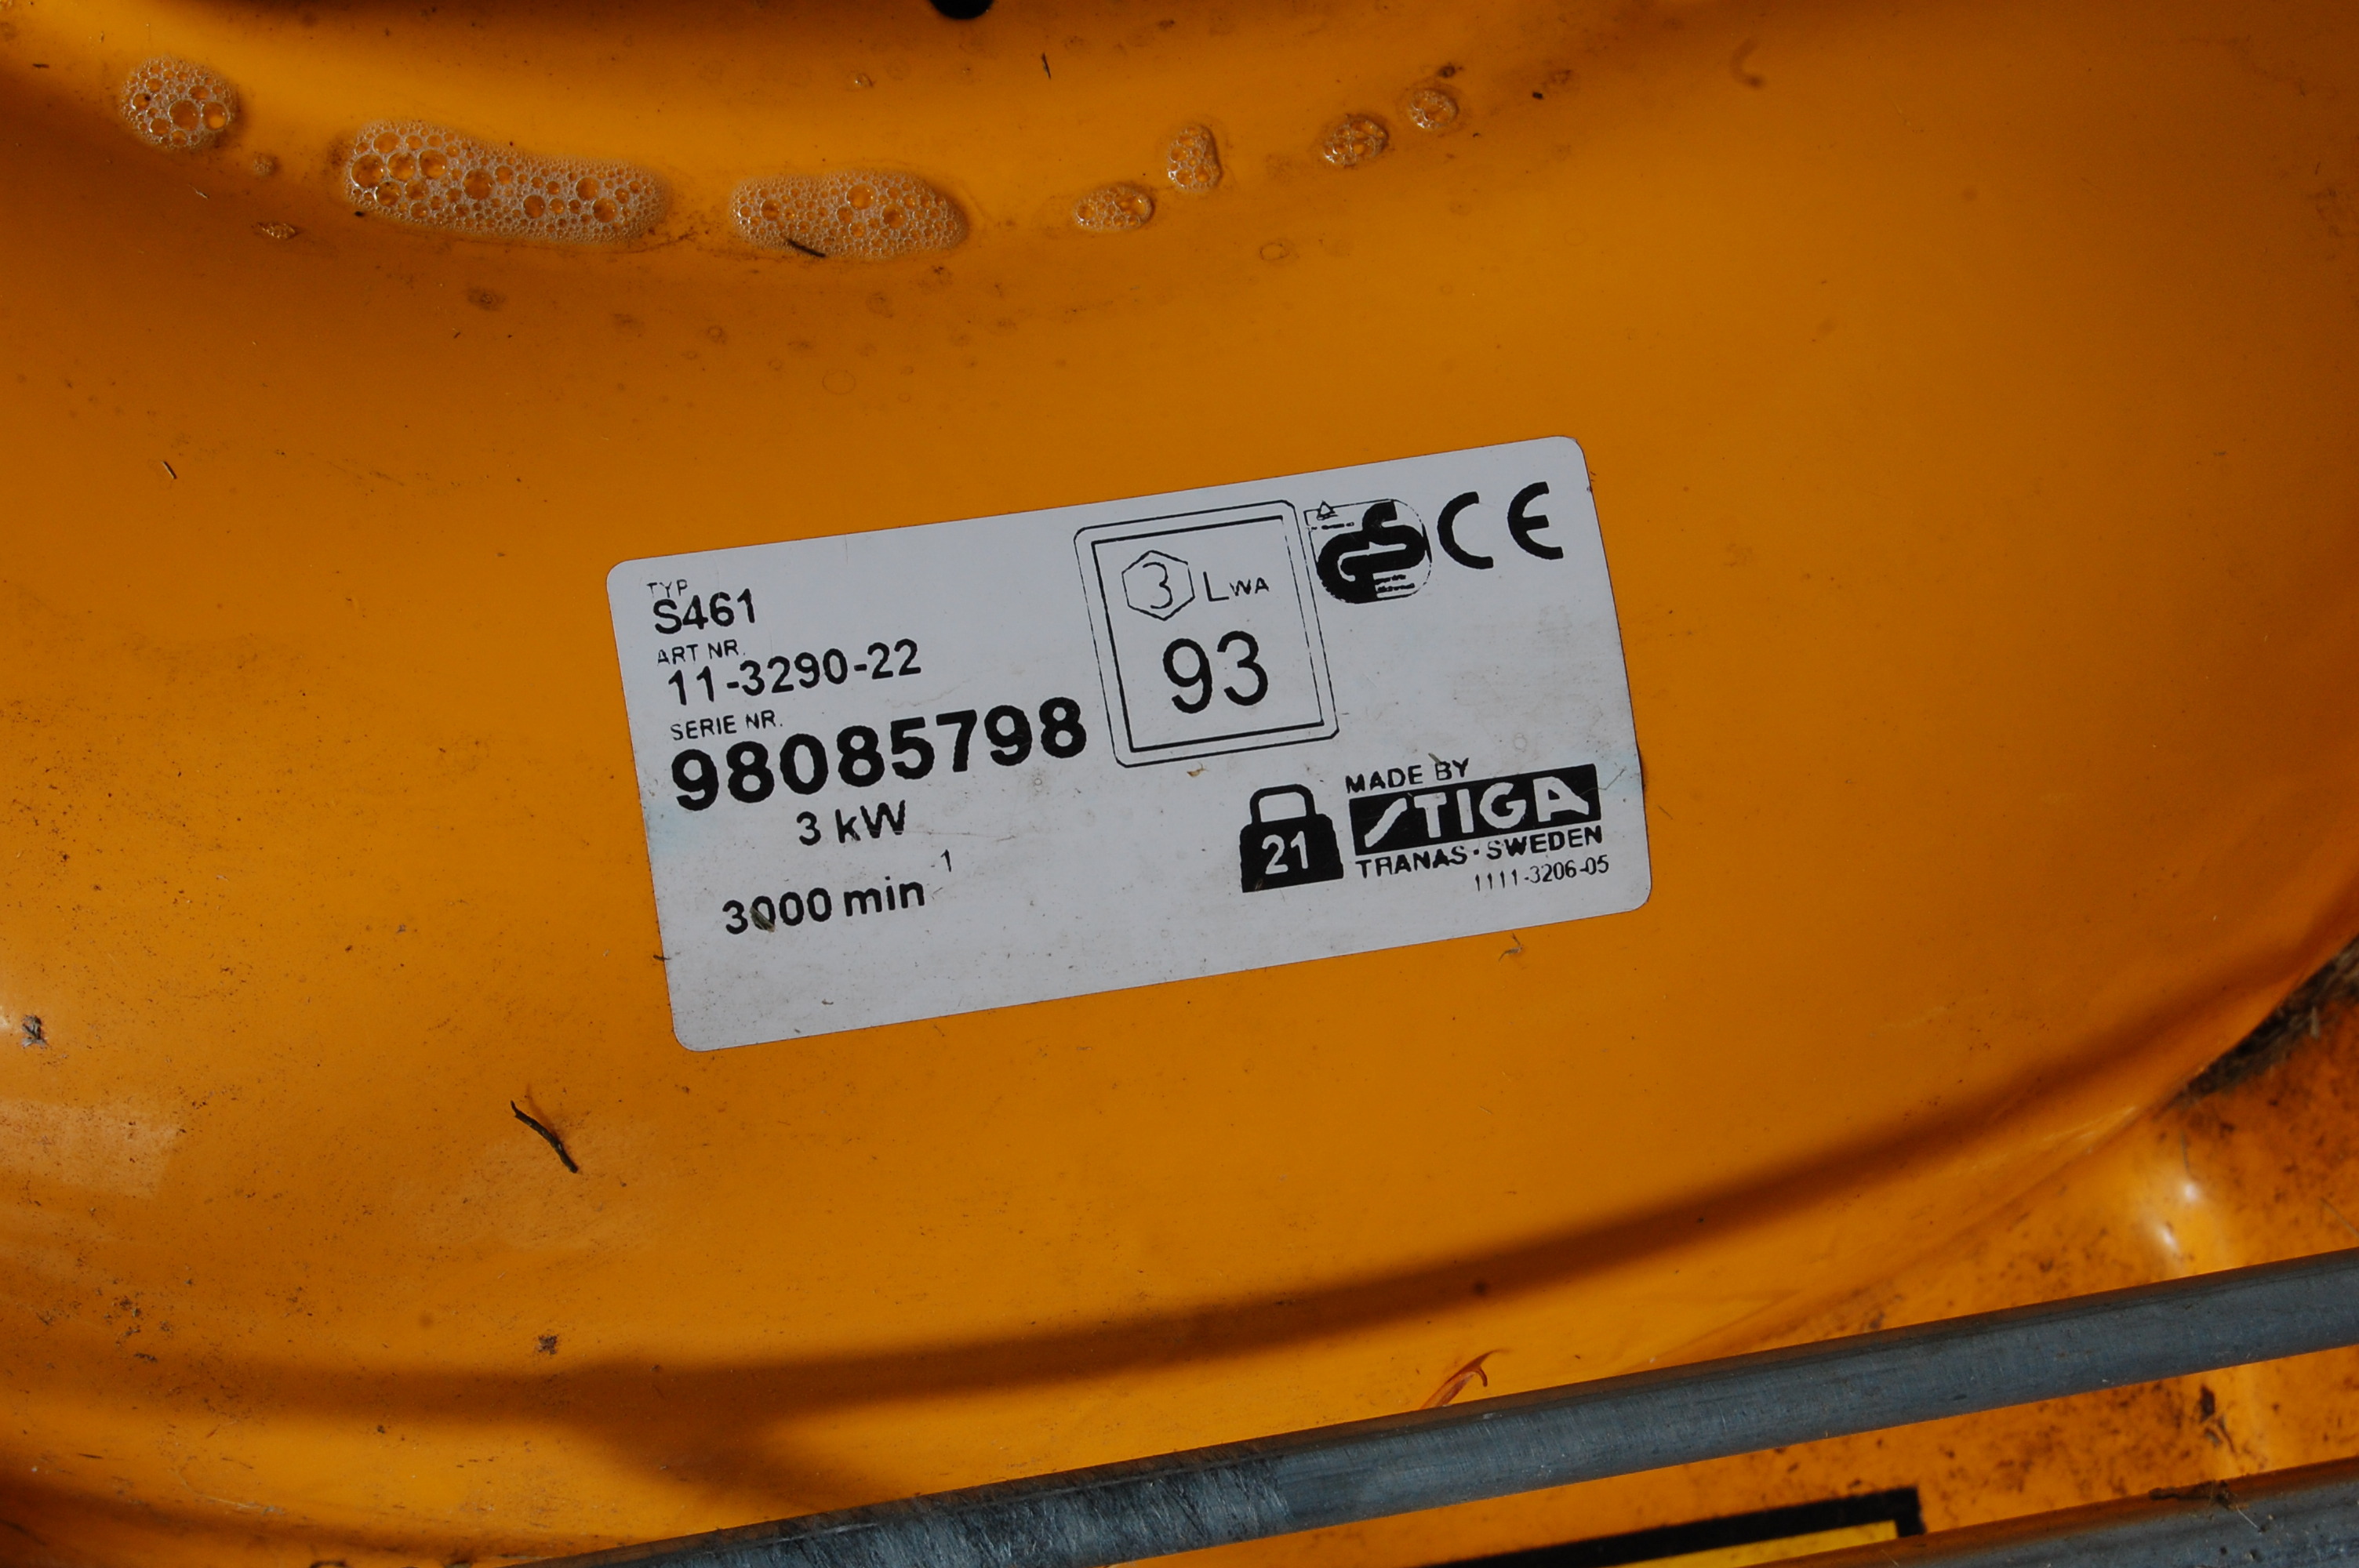 TYP
S461
ART NR.
11-3290-22
SERIE NR.
98085798
3 kW
3000 min 1
3 LWA
93
GS CE
21
MADE BY
STIGA
TRANAS · SWEDEN
1111-3206-05